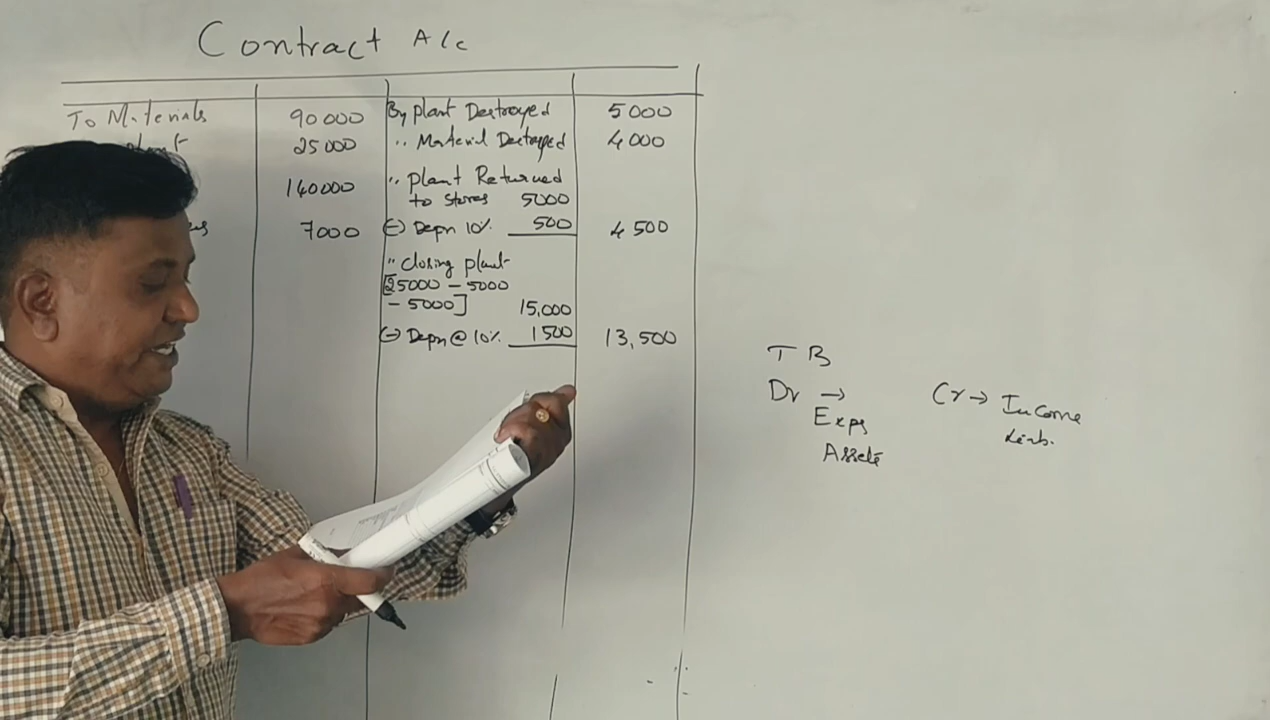 Contract A/c
To Materials 90000 By plant Destroyed 5000
plant 25000 " Material Destroyed 4000
140000 " plant Returned
to stores 5000
7000 (-) Depn 10% 500 4500
" closing plant
[25000 - 5000
- 5000] 15,000
(-) Depn @ 10% 1500 13,500
T B
Dr → Cr → Income
Exps Liab.
Assets